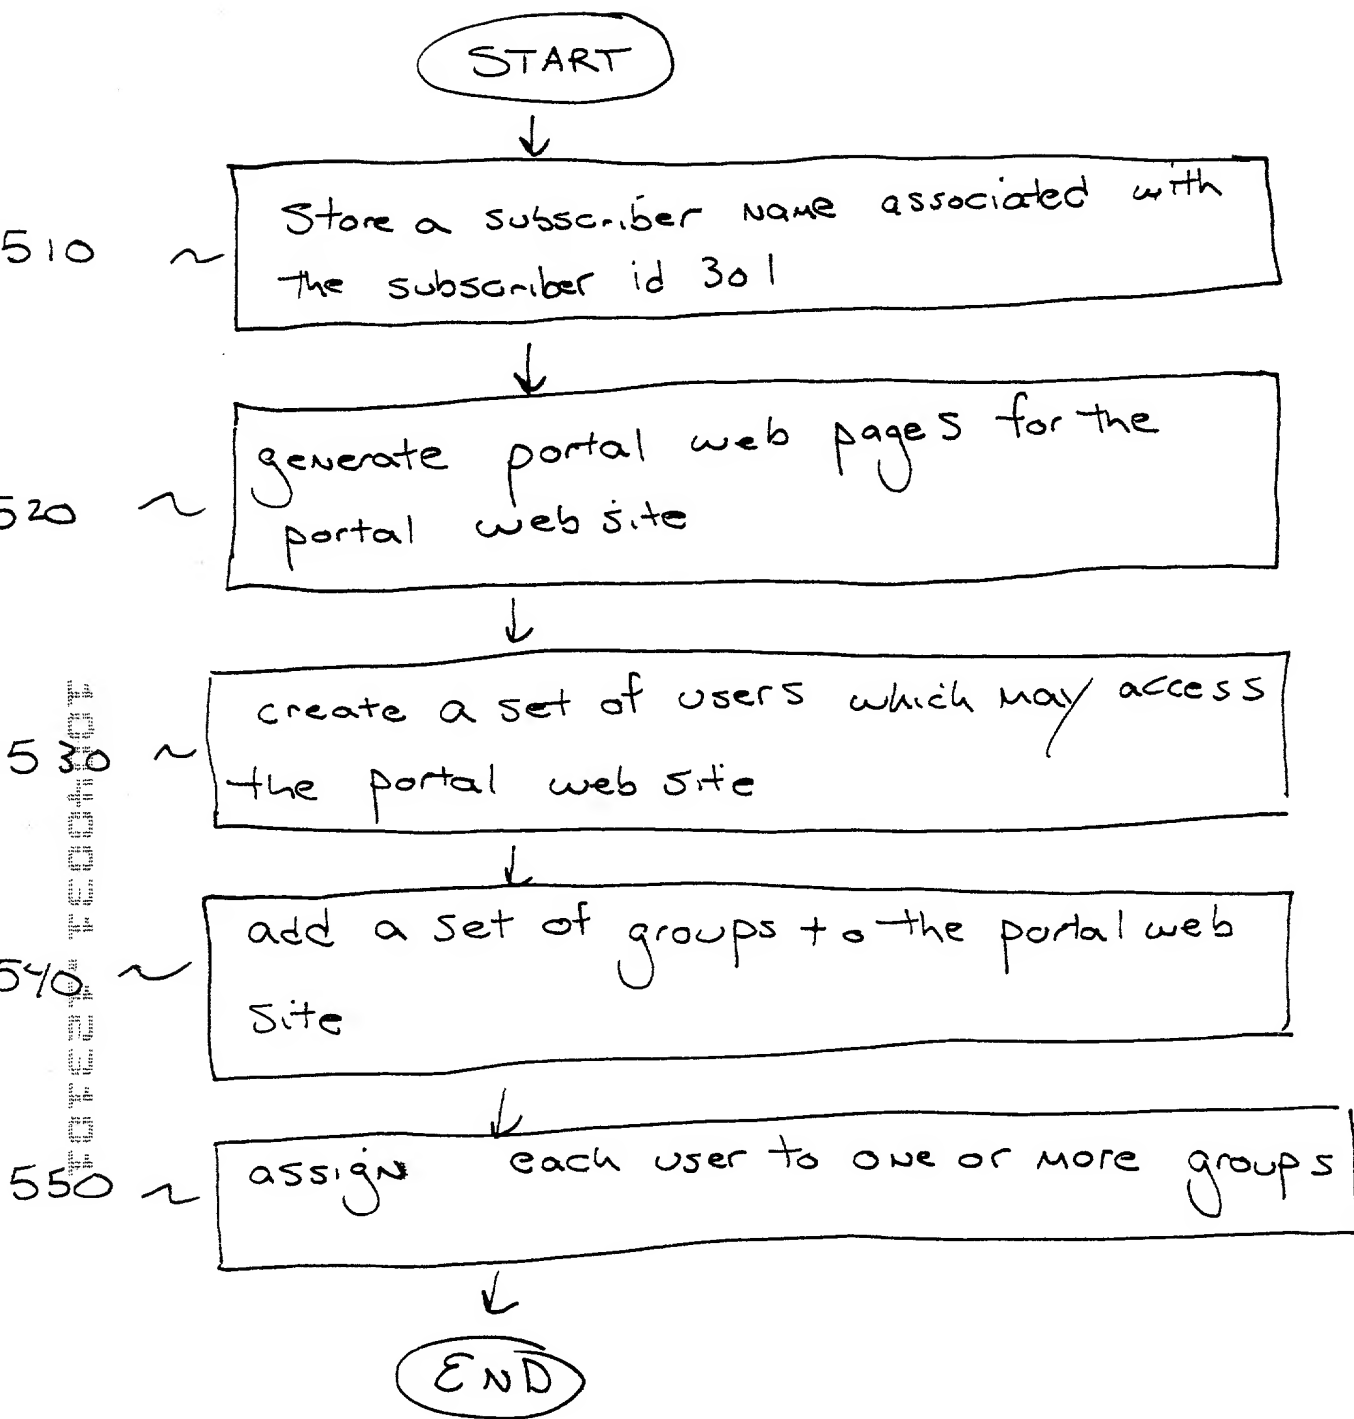 START
510 ~ Store a subscriber name associated with
the subscriber id 301
generate portal web pages for the
520 ~ portal web site
create a set of users which may access
530 ~ the portal web site
add a set of groups to the portal web
540 ~ site
550 ~ assign each user to one or more groups
END